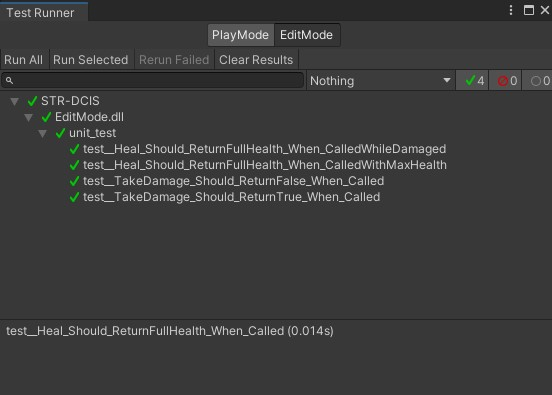 Test Runner
PlayMode EditMode
Run All Run Selected Rerun Failed Clear Results
Nothing 4 0 0
STR-DCIS
EditMode.dll
unit_test
test__Heal_Should_ReturnFullHealth_When_CalledWhileDamaged
test__Heal_Should_ReturnFullHealth_When_CalledWithMaxHealth
test__TakeDamage_Should_ReturnFalse_When_Called
test__TakeDamage_Should_ReturnTrue_When_Called
test__Heal_Should_ReturnFullHealth_When_Called (0.014s)